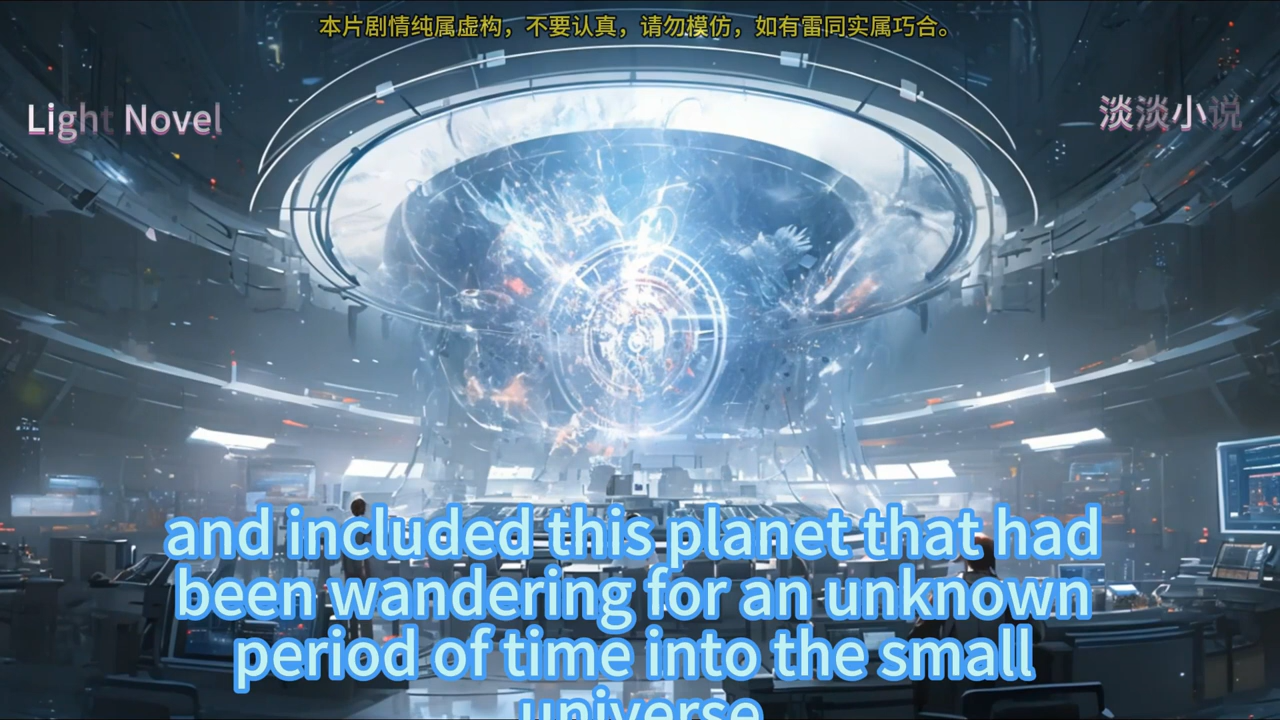 本片剧情纯属虚构，不要认真，请勿模仿，如有雷同实属巧合。
Light Novel
淡淡小说
and included this planet that had
been wandering for an unknown
period of time into the small
universe